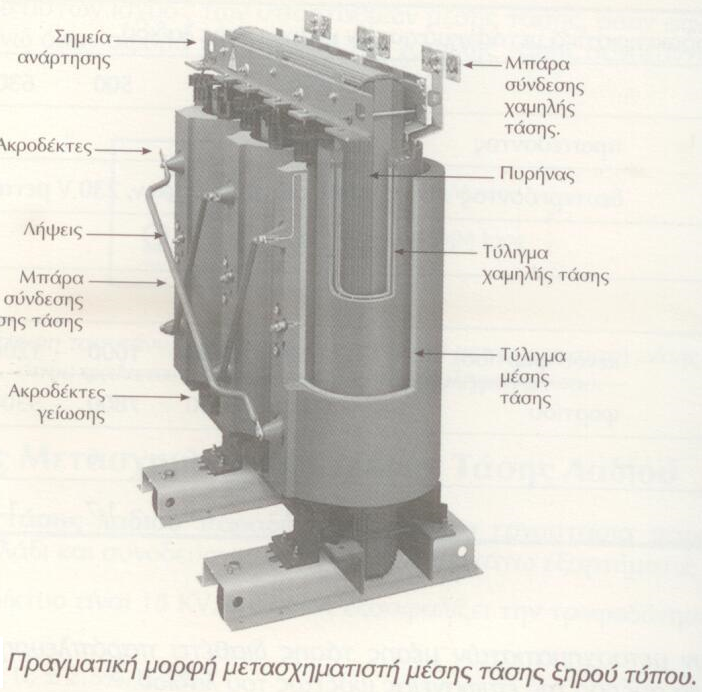 Σημεία
ανάρτησης
Ακροδέκτες
Λήψεις
Μπάρα
σύνδεσης
σης τάσης
Ακροδέκτες
γείωσης
Μπάρα
σύνδεσης
χαμηλής
τάσης.
Πυρήνας
Τύλιγμα
χαμηλής τάσης
Τύλιγμα
μέσης
τάσης
Πραγματική μορφή μετασχηματιστή μέσης τάσης ξηρού τύπου.